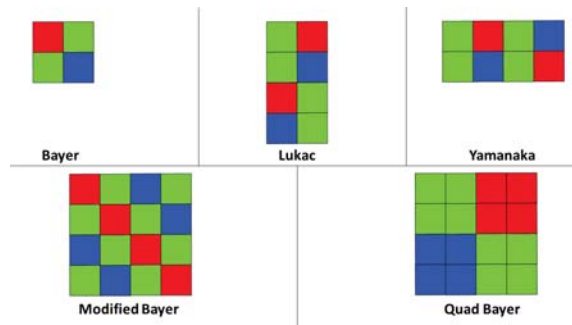 Bayer
Lukac
Yamanaka
Modified Bayer
Quad Bayer